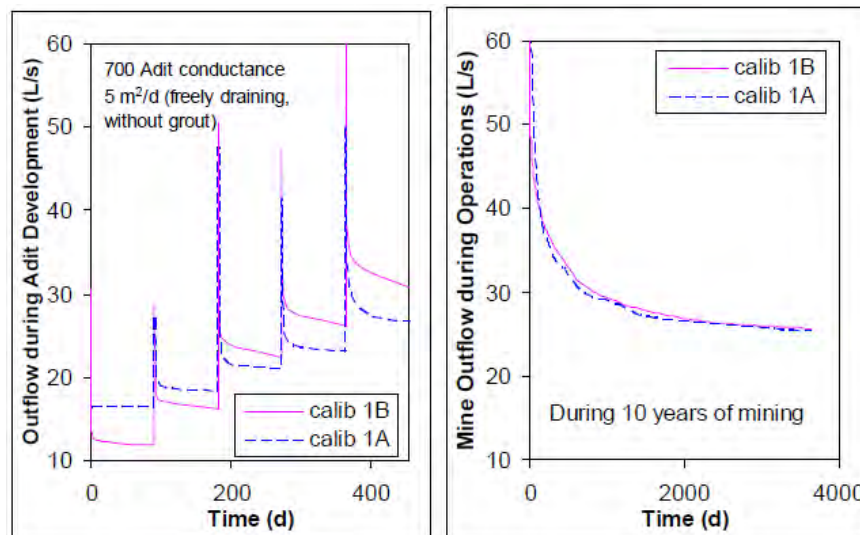 60
50
40
30
20
10
Outflow during Adit Development (L/s)
700 Adit conductance
5 m²/d (freely draining,
without grout)
calib 1B
calib 1A
0
200
400
Time (d)
60
50
40
30
20
10
Mine Outflow during Operations (L/s)
calib 1B
calib 1A
During 10 years of mining
0
2000
4000
Time (d)